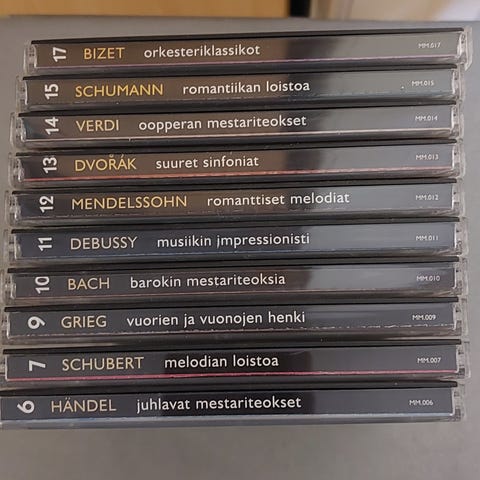 17 BIZET orkesteriklassikot MM.017
15 SCHUMANN romantiikan loistoa MM.015
14 VERDI oopperan mestariteokset MM.014
13 DVOŘÁK suuret sinfoniat MM.013
12 MENDELSSOHN romanttiset melodiat MM.012
11 DEBUSSY musiikin jmpressionisti MM.011
10 BACH barokin mestariteoksia MM.010
9 GRIEG vuorien ja vuonojen henki MM.009
7 SCHUBERT melodian loistoa MM.007
6 HÄNDEL juhlavat mestariteokset MM.006